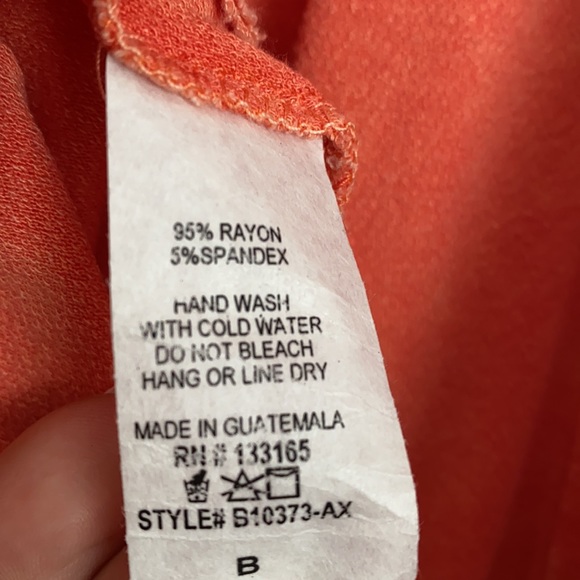 95% RAYON
5%SPANDEX
HAND WASH
WITH COLD WATER
DO NOT BLEACH
HANG OR LINE DRY
MADE IN GUATEMALA
RN # 133165
STYLE# B10373-AX
B